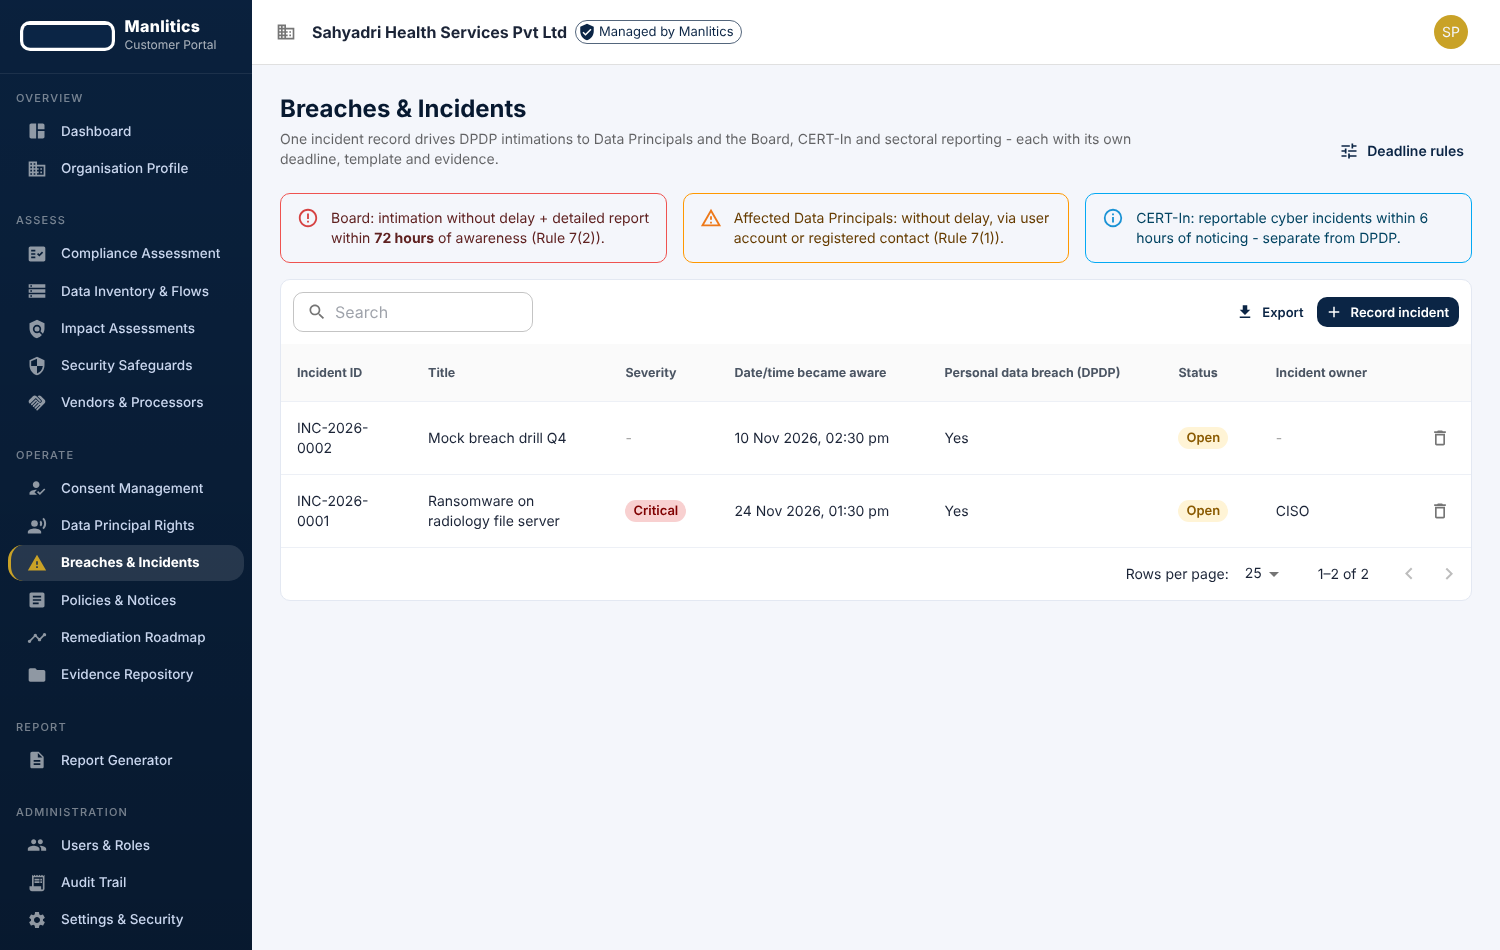 Manlitics
Customer Portal
OVERVIEW
Dashboard
Organisation Profile
ASSESS
Compliance Assessment
Data Inventory & Flows
Impact Assessments
Security Safeguards
Vendors & Processors
OPERATE
Consent Management
Data Principal Rights
Breaches & Incidents
Policies & Notices
Remediation Roadmap
Evidence Repository
REPORT
Report Generator
ADMINISTRATION
Users & Roles
Audit Trail
Settings & Security
Sahyadri Health Services Pvt Ltd Managed by Manlitics
SP
Breaches & Incidents
One incident record drives DPDP intimations to Data Principals and the Board, CERT-In and sectoral reporting - each with its own
deadline, template and evidence.
Deadline rules
Board: intimation without delay + detailed report
within 72 hours of awareness (Rule 7(2)).
Affected Data Principals: without delay, via user
account or registered contact (Rule 7(1)).
CERT-In: reportable cyber incidents within 6
hours of noticing - separate from DPDP.
Search
Export
Record incident
Incident ID Title Severity Date/time became aware Personal data breach (DPDP) Status Incident owner
INC-2026-
0002
Mock breach drill Q4 - 10 Nov 2026, 02:30 pm Yes Open -
INC-2026-
0001
Ransomware on
radiology file server
Critical 24 Nov 2026, 01:30 pm Yes Open CISO
Rows per page: 25 1–2 of 2